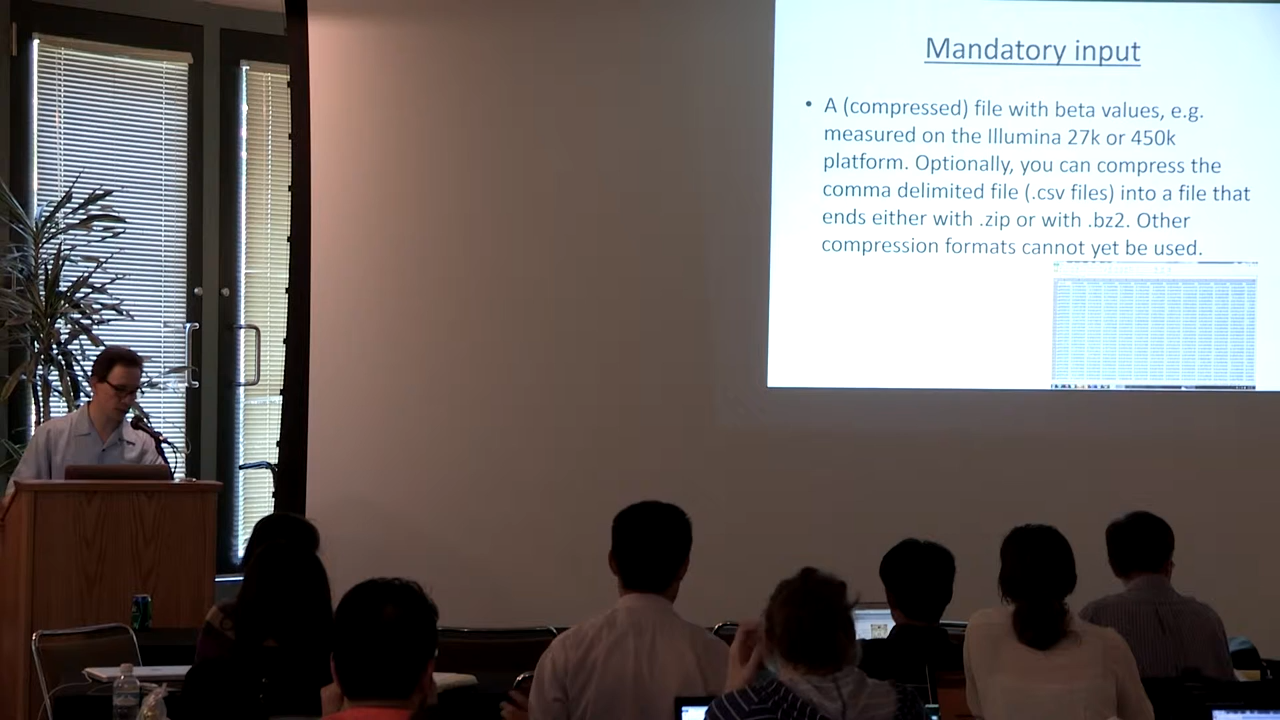 Mandatory input
• A (compressed) file with beta values, e.g.
measured on the Illumina 27k or 450k
platform. Optionally, you can compress the
comma delimited file (.csv files) into a file that
ends either with .zip or with .bz2. Other
compression formats cannot yet be used.